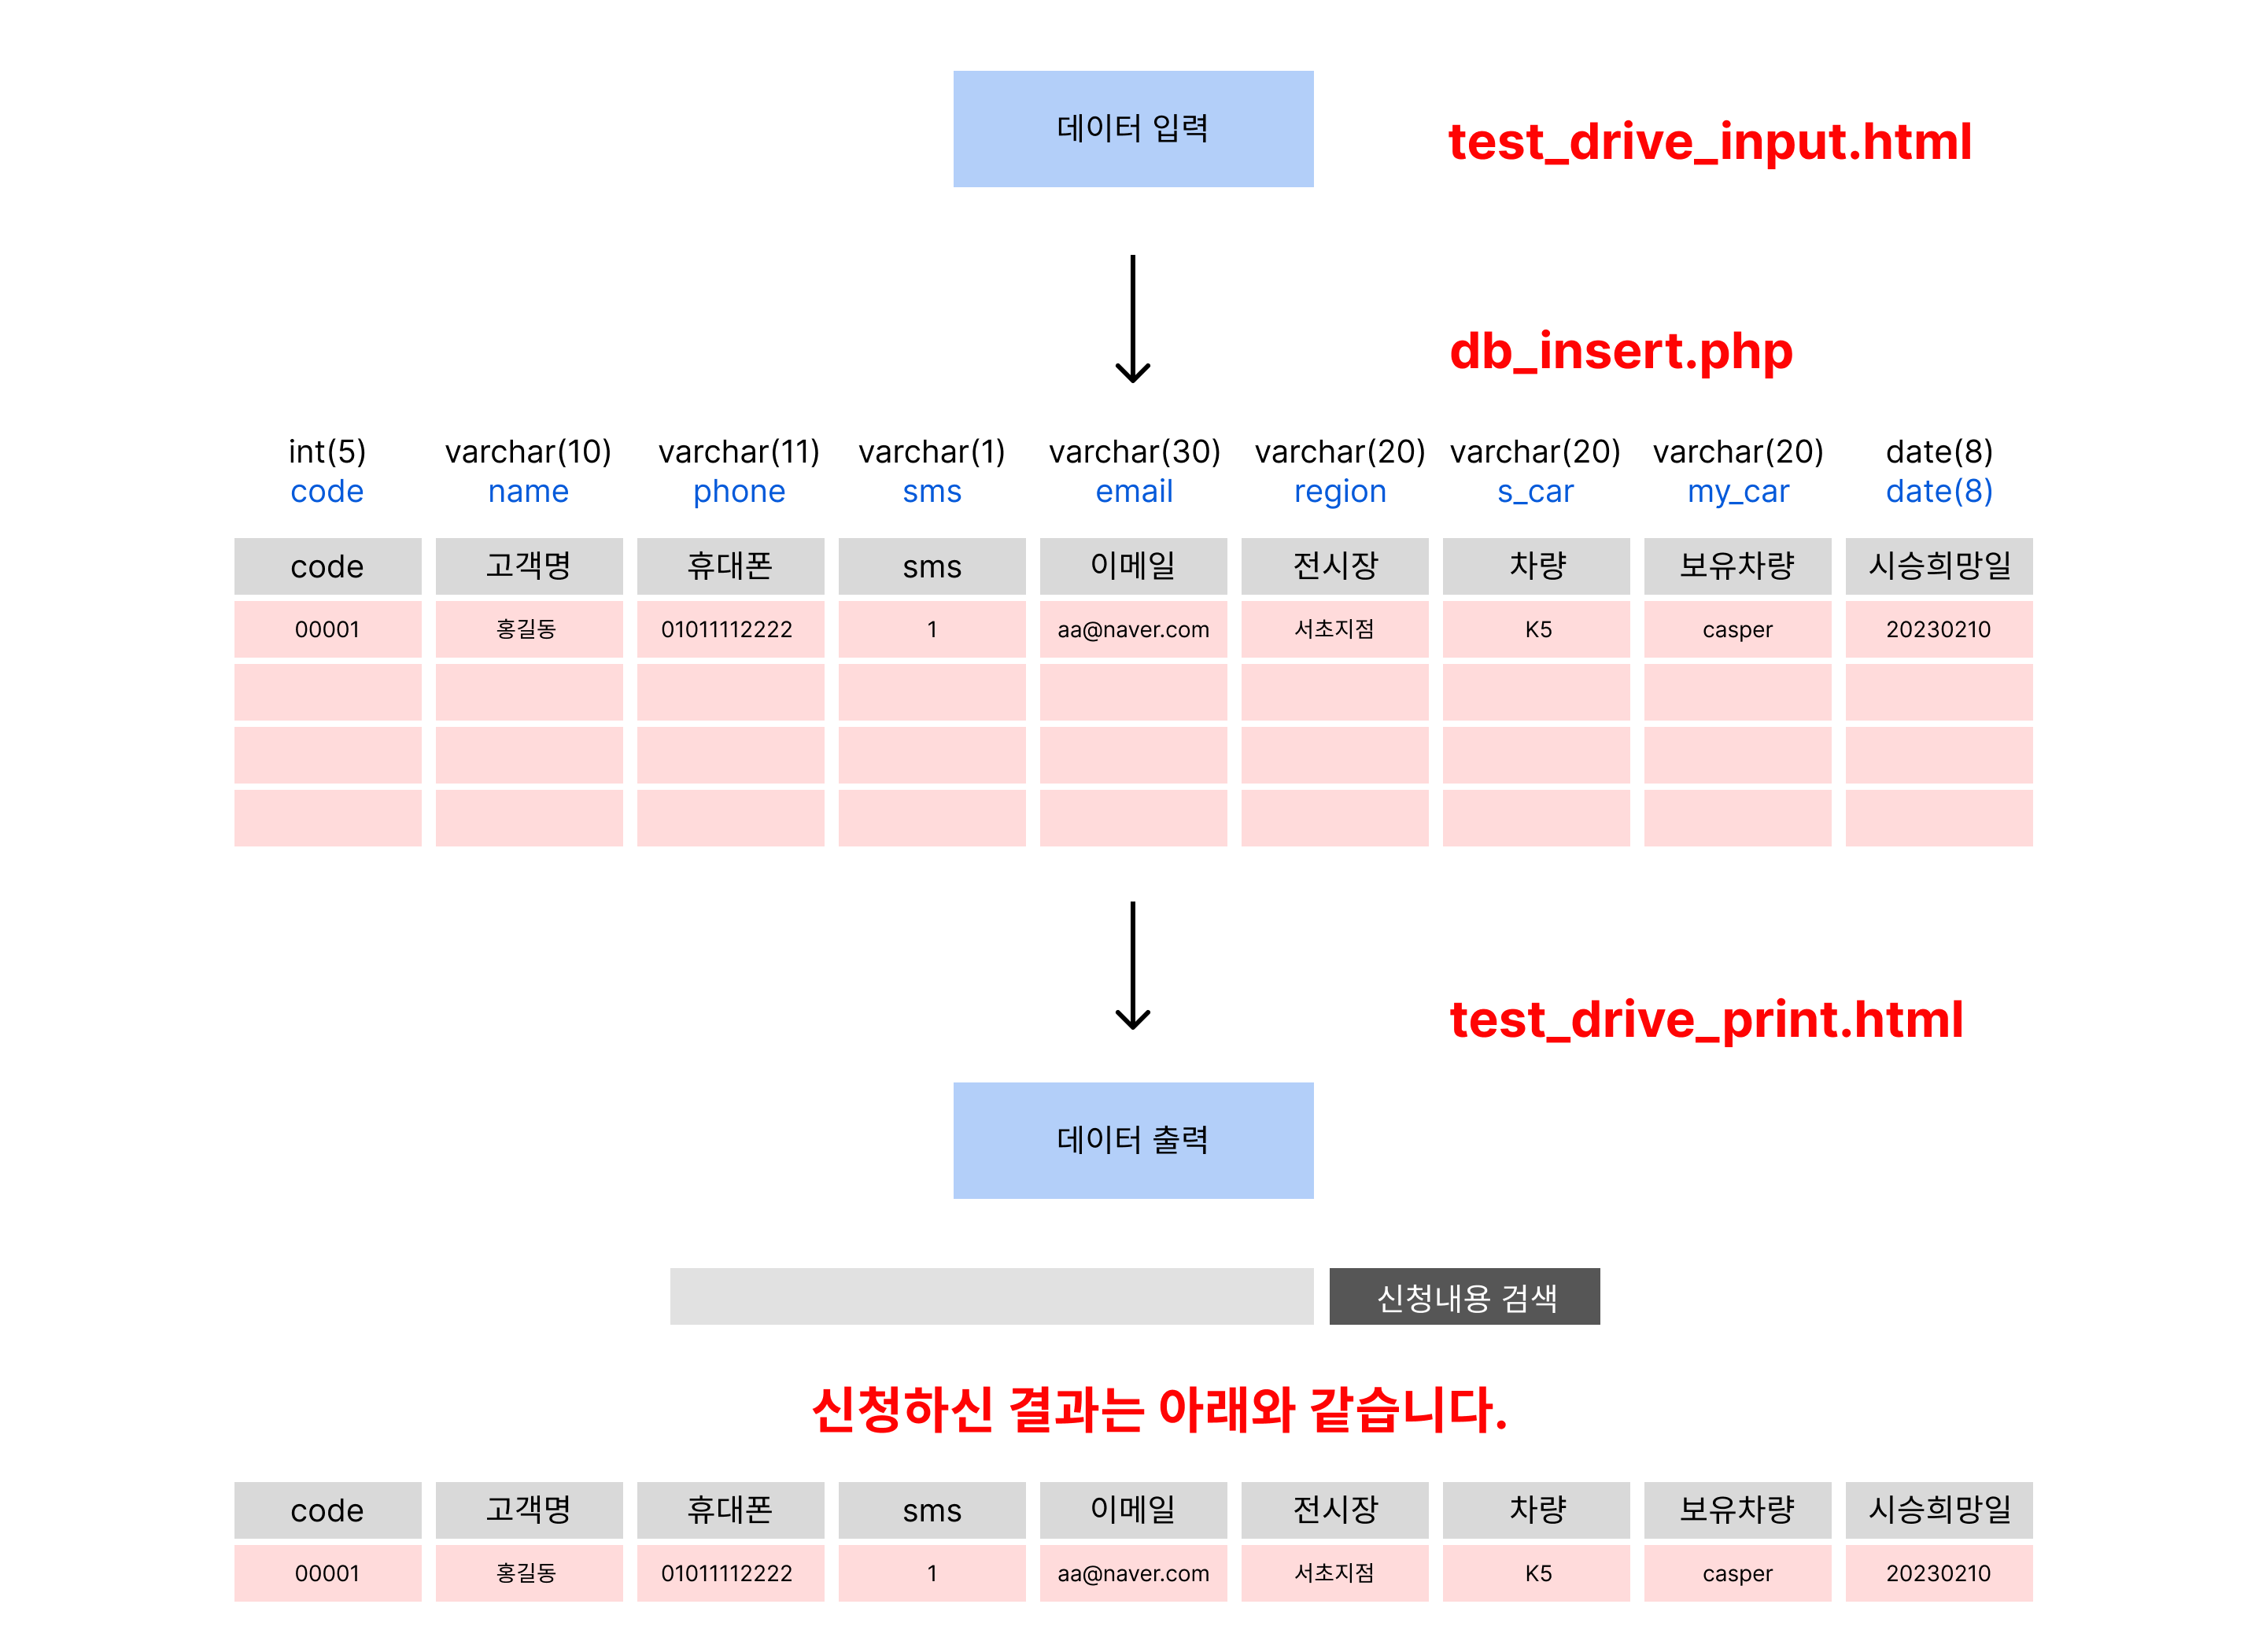 데이터 입력
test_drive_input.html
db_insert.php
int(5) varchar(10) varchar(11) varchar(1) varchar(30) varchar(20) varchar(20) varchar(20) date(8)
code name phone sms email region s_car my_car date(8)
code 고객명 휴대폰 sms 이메일 전시장 차량 보유차량 시승희망일
00001 홍길동 01011112222 1 aa@naver.com 서초지점 K5 casper 20230210
test_drive_print.html
데이터 출력
신청내용 검색
신청하신 결과는 아래와 같습니다.
code 고객명 휴대폰 sms 이메일 전시장 차량 보유차량 시승희망일
00001 홍길동 01011112222 1 aa@naver.com 서초지점 K5 casper 20230210